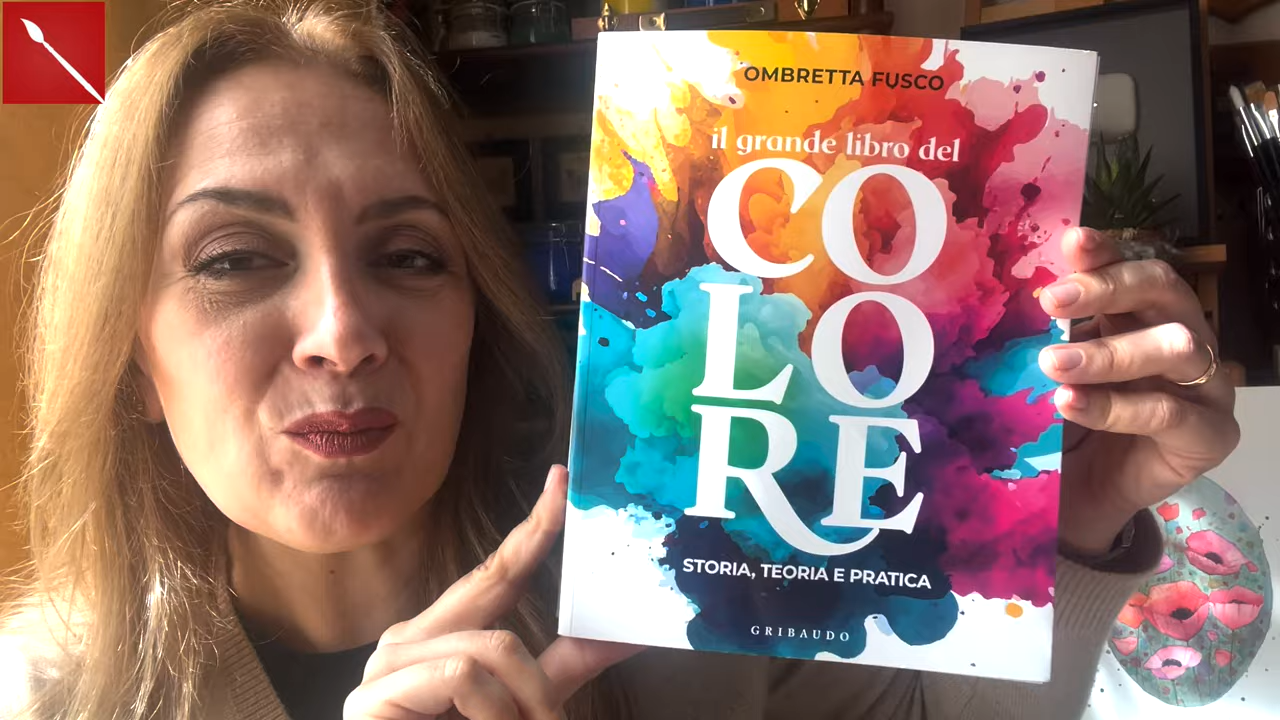 OMBRETTA FUSCO
il grande libro del
CO
LO
RE
STORIA, TEORIA E PRATICA
GRIBAUDO